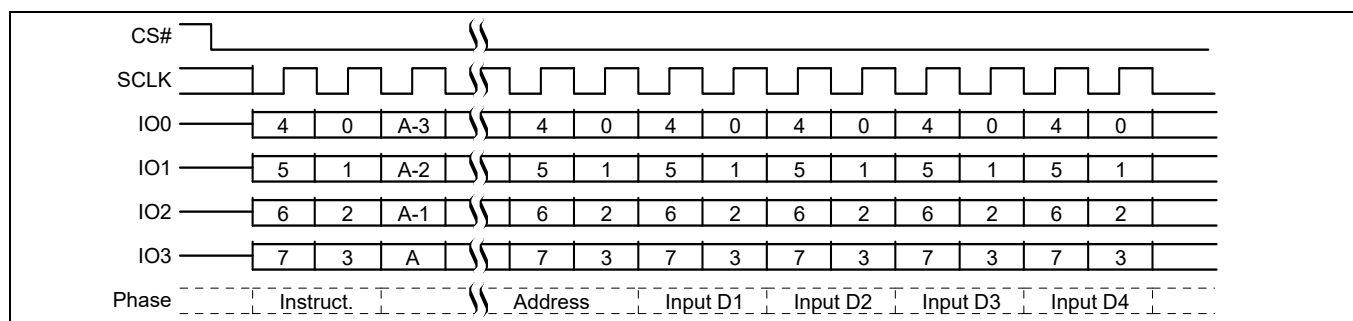 CS#
SCLK
IO0 4 0 A-3 4 0 4 0 4 0 4 0 4 0
IO1 5 1 A-2 5 1 5 1 5 1 5 1 5 1
IO2 6 2 A-1 6 2 6 2 6 2 6 2 6 2
IO3 7 3 A 7 3 7 3 7 3 7 3 7 3
Phase Instruct. Address Input D1 Input D2 Input D3 Input D4